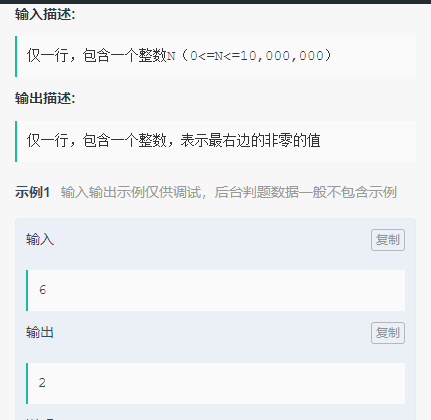 输入描述:
仅一行，包含一个整数N（0<=N<=10,000,000）
输出描述:
仅一行，包含一个整数，表示最右边的非零的值
示例1 输入输出示例仅供调试，后台判题数据一般不包含示例
输入 复制
6
输出 复制
2